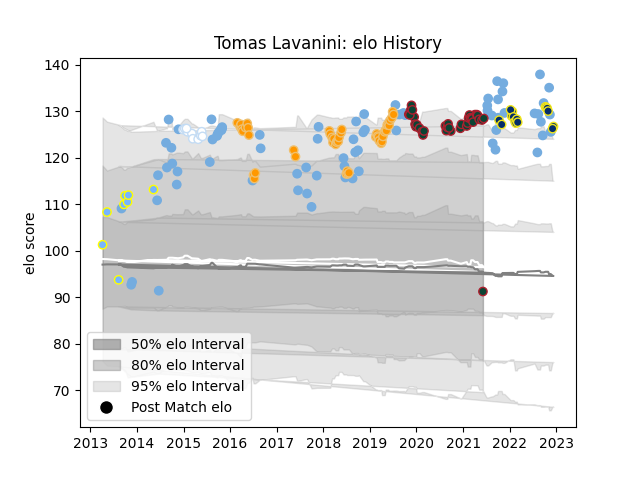 Tomas Lavanini: elo History
elo score
140
130
120
110
100
90
80
70
50% elo Interval
80% elo Interval
95% elo Interval
Post Match elo
2013 2014 2015 2016 2017 2018 2019 2020 2021 2022 2023